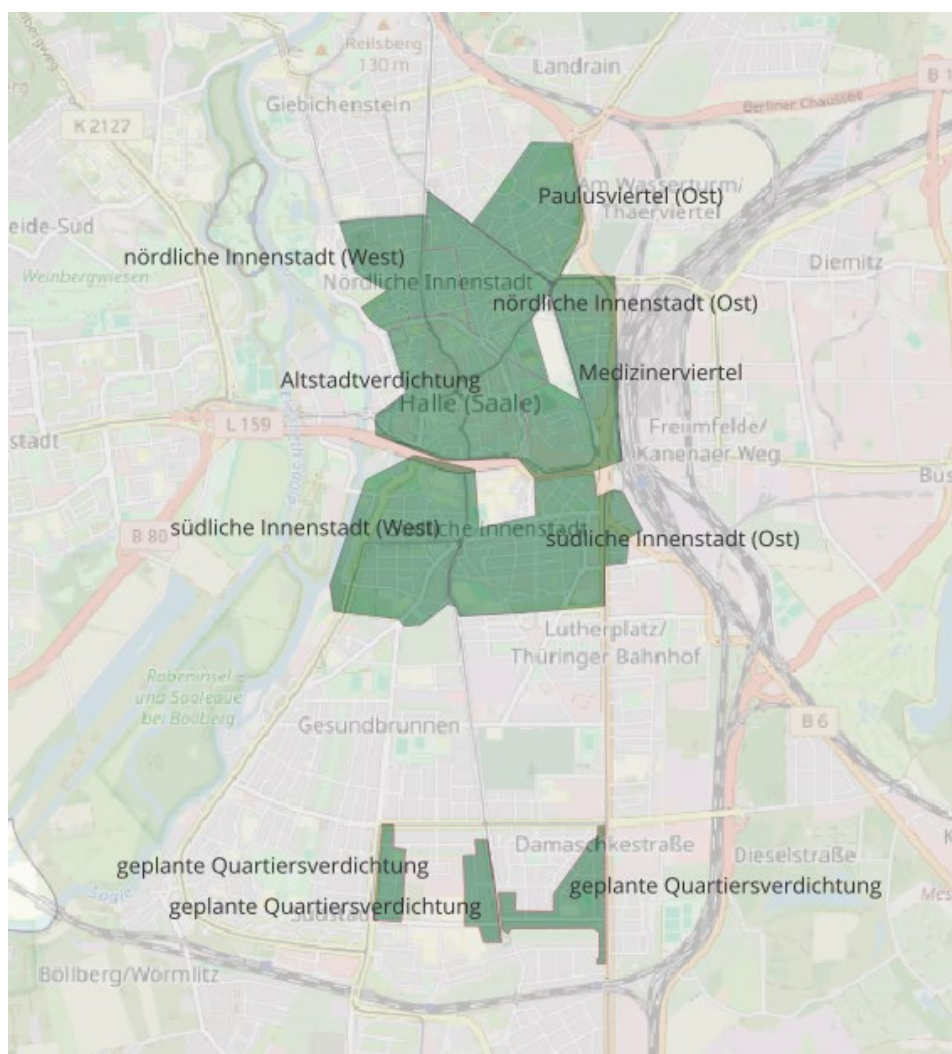 Reilsberg
130 m
Landrain
B 1
Giebichenstein
Berliner Chaussee
K 2127
Am Wasserturm/
Thaerviertel
Paulusviertel (Ost)
eide-Süd
nördliche Innenstadt (West)
Weinbergwiesen
Diemitz
Nördliche Innenstadt
nördliche Innenstadt (Ost)
Medizinerviertel
Altstadtverdichtung
Halle (Saale)
L 159
Freiimfelde/
Kanenaer Weg
stadt
südliche Innenstadt (West)
Südliche Innenstadt
südliche Innenstadt (Ost)
B 80
Lutherplatz/
Thüringer Bahnhof
Rabeninsel
und Saaleaue
bei Böllberg
Gesundbrunnen
B 6
Damaschkestraße
Dieselstraße
geplante Quartiersverdichtung
geplante Quartiersverdichtung
geplante Quartiersverdichtung
Südstadt
Böllberg/Wörmlitz